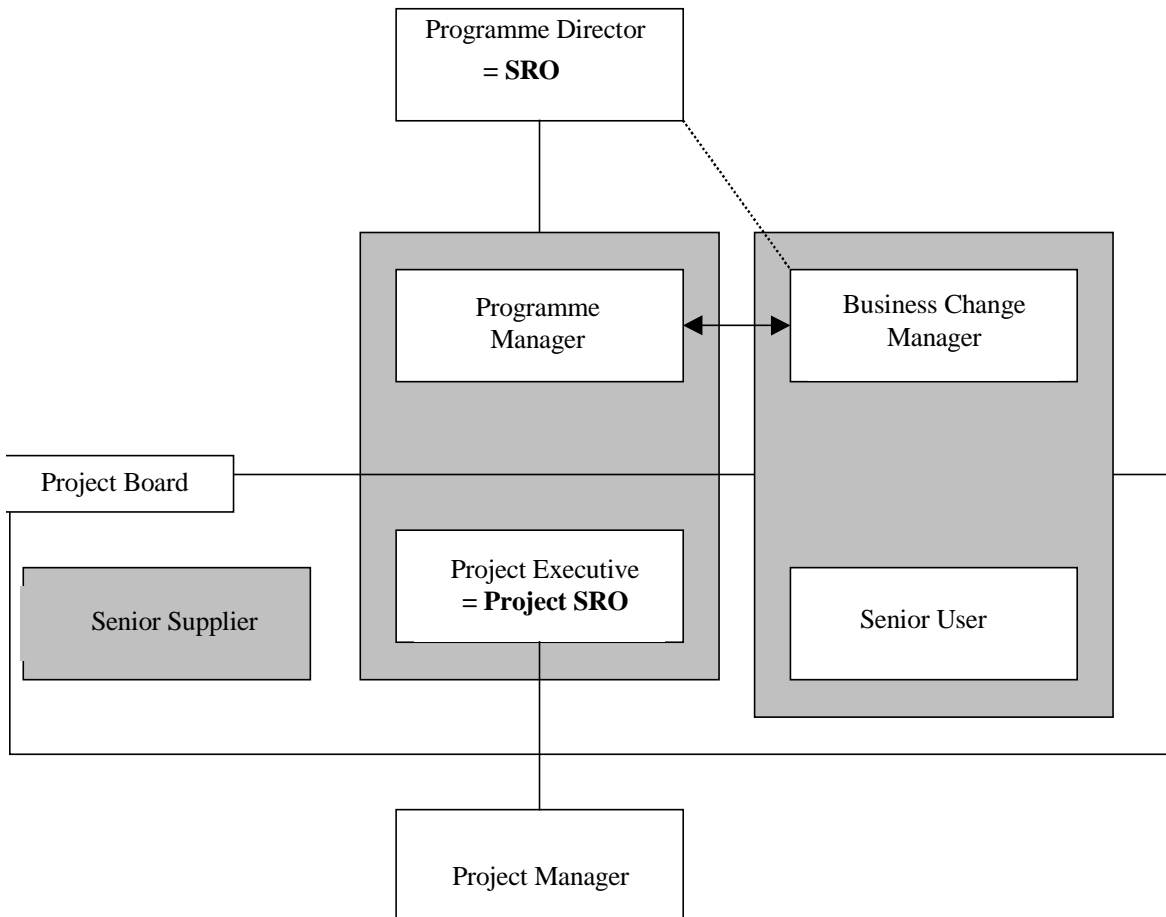 Programme Director
= SRO
Programme
Manager
Business Change
Manager
Project Board
Project Executive
= Project SRO
Senior Supplier
Senior User
Project Manager